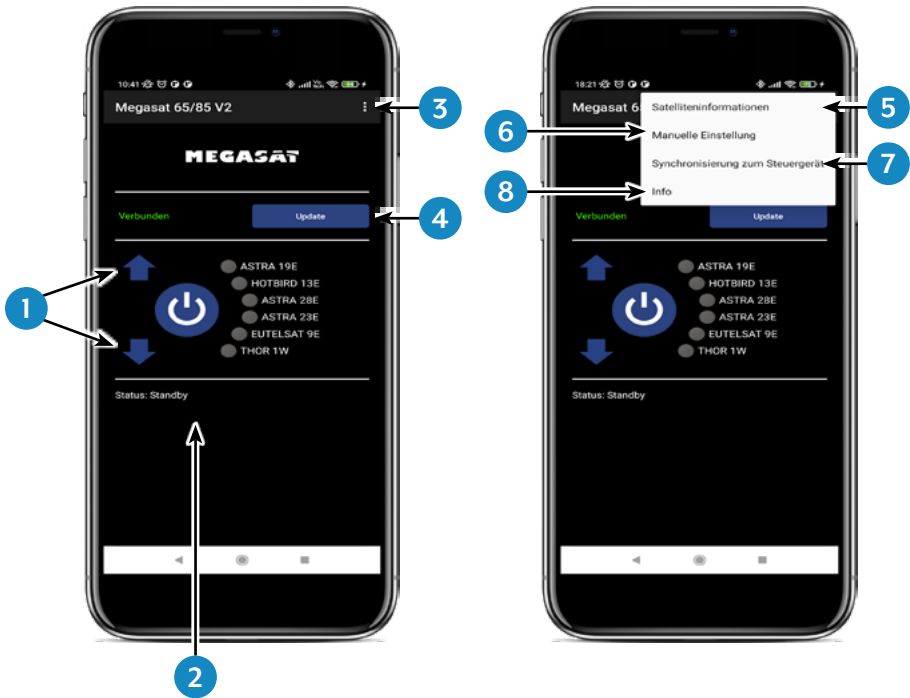 10:41
Megasat 65/85 V2
3
MEGASAT
Verbunden
Update
4
1
ASTRA 19E
HOTBIRD 13E
ASTRA 28E
ASTRA 23E
EUTELSAT 9E
THOR 1W
Status: Standby
2
18:21
Megasat 6
Satelliteninformationen
5
6
Manuelle Einstellung
Synchronisierung zum Steuergerät
7
8
Info
Verbunden
Update
ASTRA 19E
HOTBIRD 13E
ASTRA 28E
ASTRA 23E
EUTELSAT 9E
THOR 1W
Status: Standby